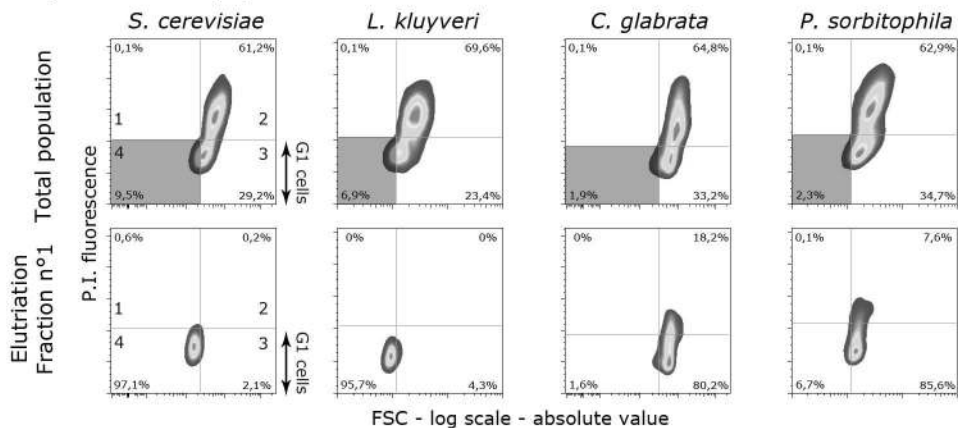 S. cerevisiae L. kluyveri C. glabrata P. sorbitophila
Total population
Elutriation
Fraction n°1
P.I. fluorescence
0,1% 61,2%
1 2
4 3
9,5% 29,2%
G1 cells
0,1% 69,6%
6,9% 23,4%
0,1% 64,8%
1,9% 33,2%
0,1% 62,9%
2,3% 34,7%
0,6% 0,2%
1 2
4 3
97,1% 2,1%
G1 cells
0% 0%
95,7% 4,3%
0% 18,2%
1,6% 80,2%
0,1% 7,6%
6,7% 85,6%
FSC - log scale - absolute value